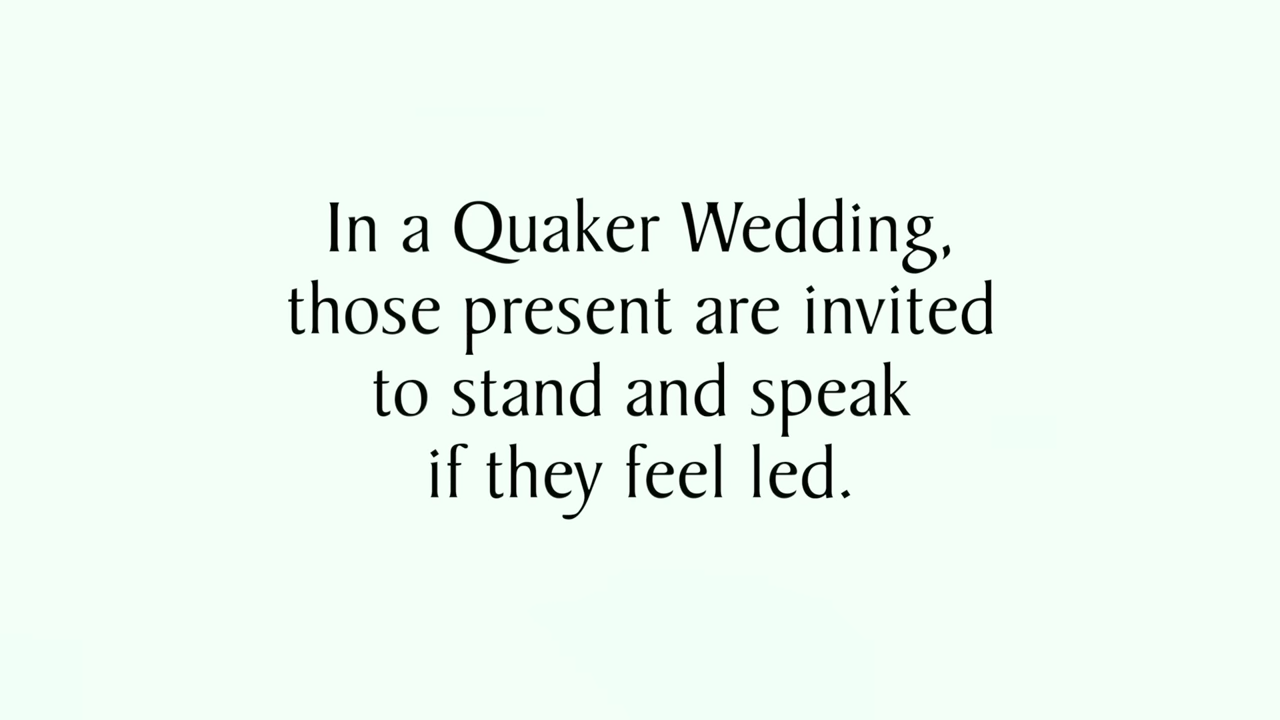 In a Quaker Wedding,
those present are invited
to stand and speak
if they feel led.